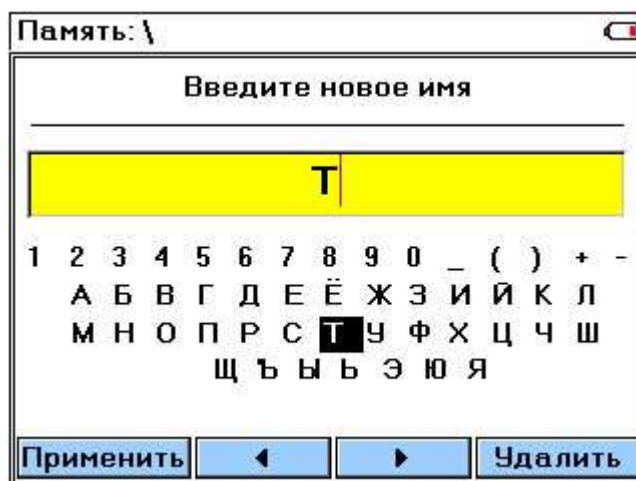 Память: \
Введите новое имя
Т
1 2 3 4 5 6 7 8 9 0 _ ( ) + -
А Б В Г Д Е Ё Ж З И Й К Л
М Н О П Р С Т У Ф Х Ц Ч Ш
Щ Ъ Ы Ь Э Ю Я
Применить ◄ ► Удалить